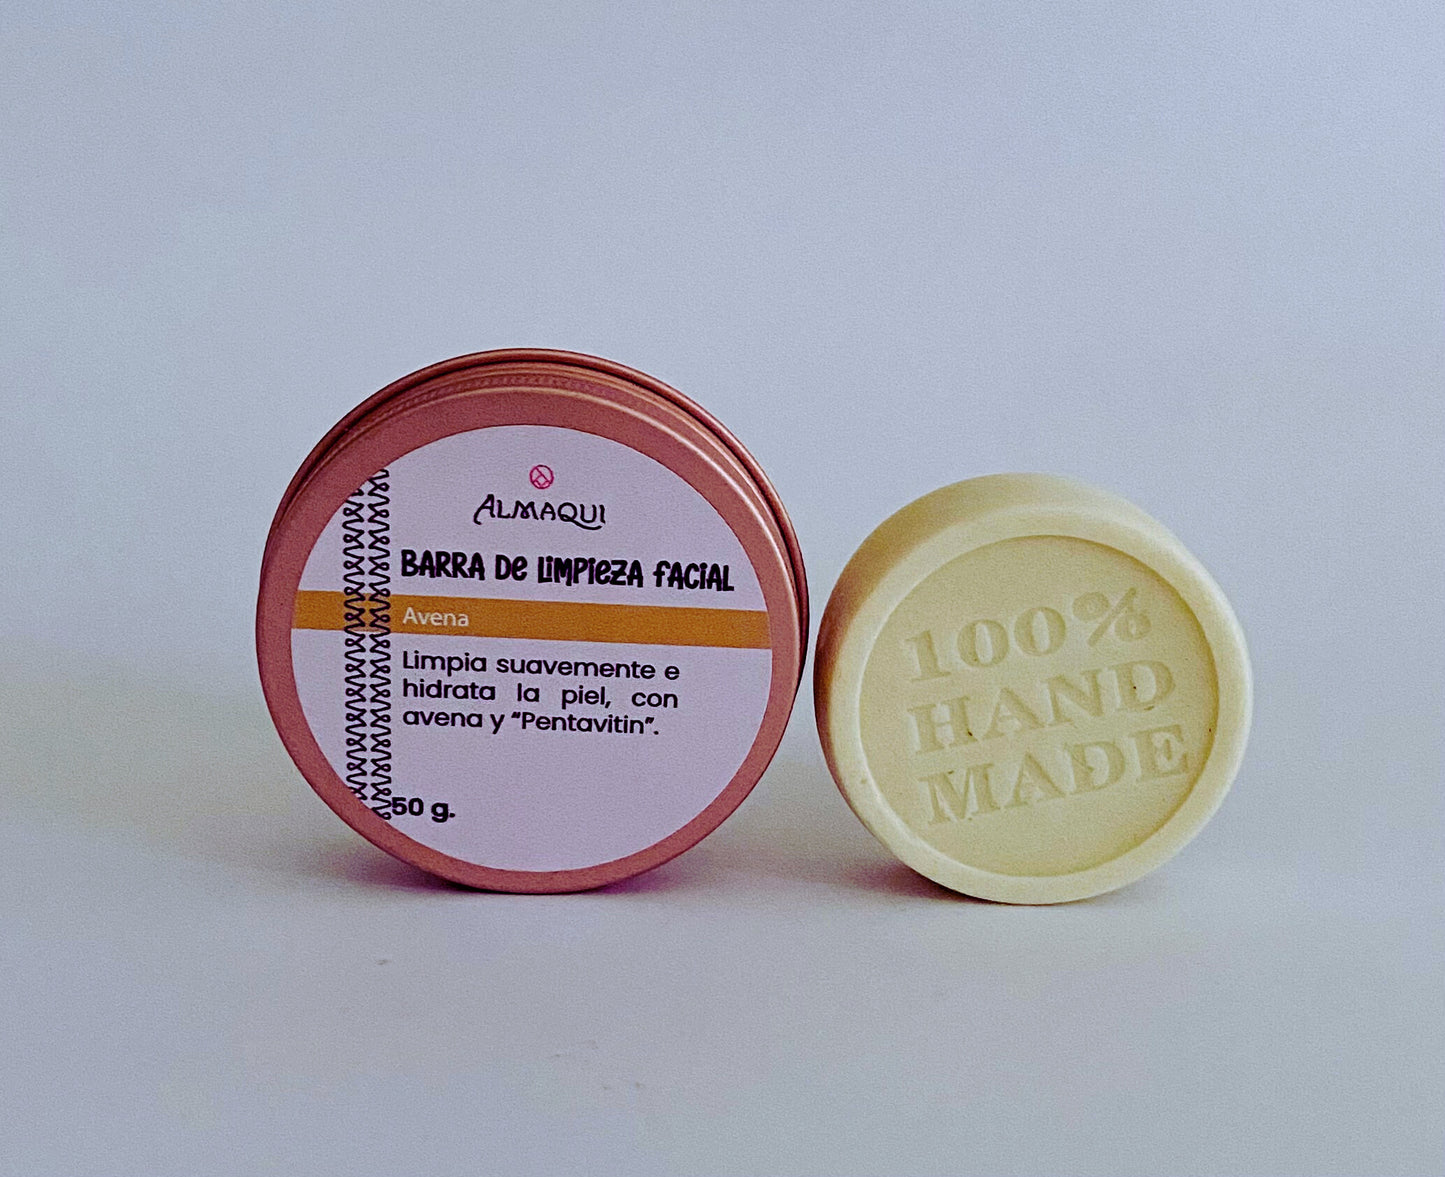 ALMAQUI
BARRA DE LIMPIEZA FACIAL
Avena
Limpia suavemente e
hidrata la piel, con
avena y “Pentavitin”.
50 g.
100%
HAND
MADE